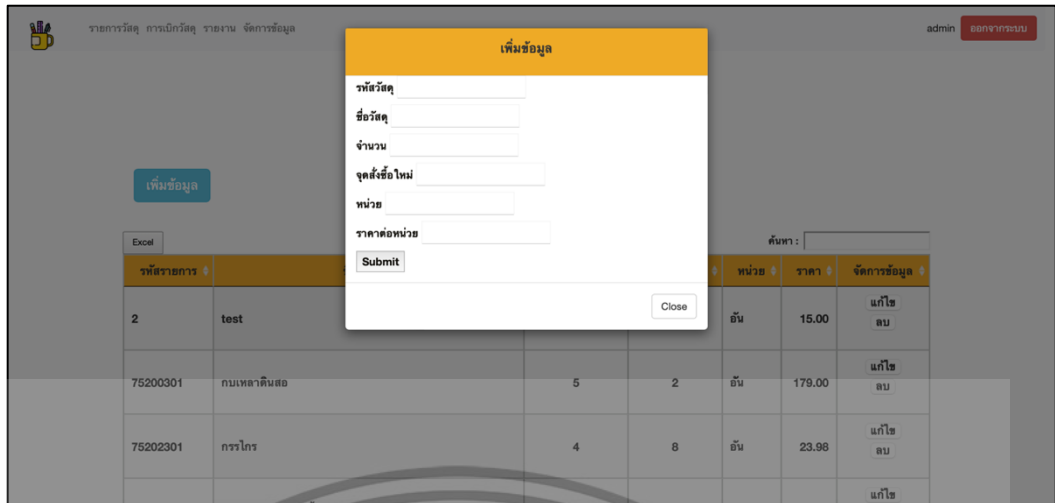 รายการวัสดุ การเบิกวัสดุ รายงาน จัดการข้อมูล admin ออกจากระบบ
เพิ่มข้อมูล
รหัสวัสดุ
ชื่อวัสดุ
จำนวน
จุดสั่งซื้อใหม่
หน่วย
ราคาต่อหน่วย
Submit
Close
เพิ่มข้อมูล
Excel ค้นหา :
รหัสรายการ หน่วย ราคา จัดการข้อมูล
2 test อัน 15.00 แก้ไข
ลบ
75200301 กบเหลาดินสอ 5 2 อัน 179.00 แก้ไข
ลบ
75202301 กรรไกร 4 8 อัน 23.98 แก้ไข
ลบ
แก้ไข